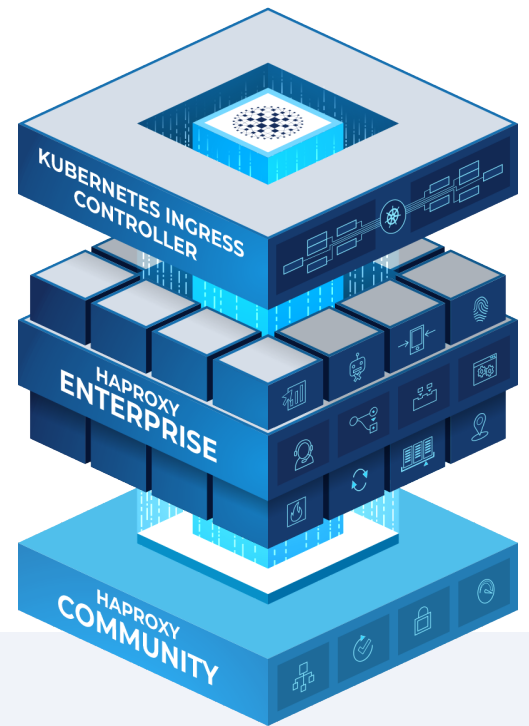 KUBERNETES INGRESS
CONTROLLER
HAPROXY
ENTERPRISE
HAPROXY
COMMUNITY